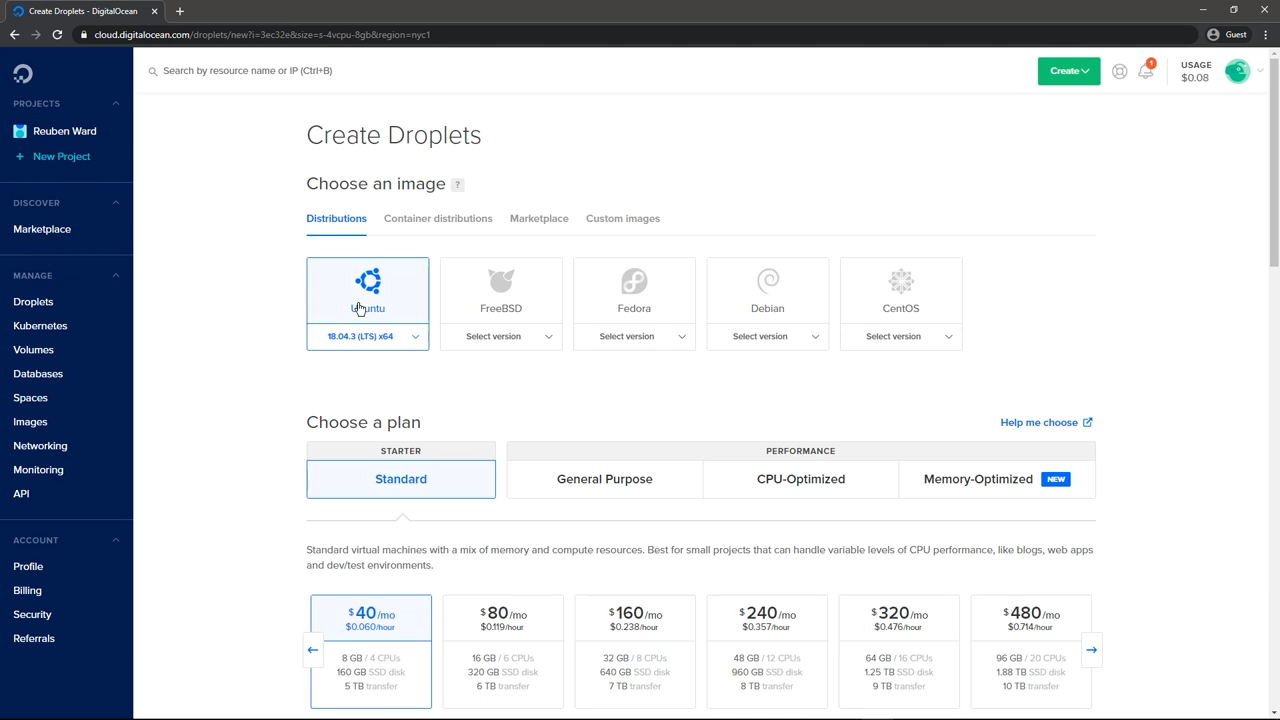 Create Droplets - DigitalOcean
cloud.digitalocean.com/droplets/new?i=3ec32e&size=s-4vcpu-8gb&region=nyc1
Guest
Search by resource name or IP (Ctrl+B)
Create
1
USAGE
$0.08
PROJECTS
Reuben Ward
+ New Project
DISCOVER
Marketplace
MANAGE
Droplets
Kubernetes
Volumes
Databases
Spaces
Images
Networking
Monitoring
API
ACCOUNT
Profile
Billing
Security
Referrals
Create Droplets
Choose an image ?
Distributions Container distributions Marketplace Custom images
Ubuntu FreeBSD Fedora Debian CentOS
18.04.3 (LTS) x64 Select version Select version Select version Select version
Choose a plan
Help me choose
STARTER PERFORMANCE
Standard General Purpose CPU-Optimized Memory-Optimized NEW
Standard virtual machines with a mix of memory and compute resources. Best for small projects that can handle variable levels of CPU performance, like blogs, web apps
and dev/test environments.
$40/mo $80/mo $160/mo $240/mo $320/mo $480/mo
$0.060/hour $0.119/hour $0.238/hour $0.357/hour $0.476/hour $0.714/hour
8 GB / 4 CPUs 16 GB / 6 CPUs 32 GB / 8 CPUs 48 GB / 12 CPUs 64 GB / 16 CPUs 96 GB / 20 CPUs
160 GB SSD disk 320 GB SSD disk 640 GB SSD disk 960 GB SSD disk 1.25 TB SSD disk 1.88 TB SSD disk
5 TB transfer 6 TB transfer 7 TB transfer 8 TB transfer 9 TB transfer 10 TB transfer